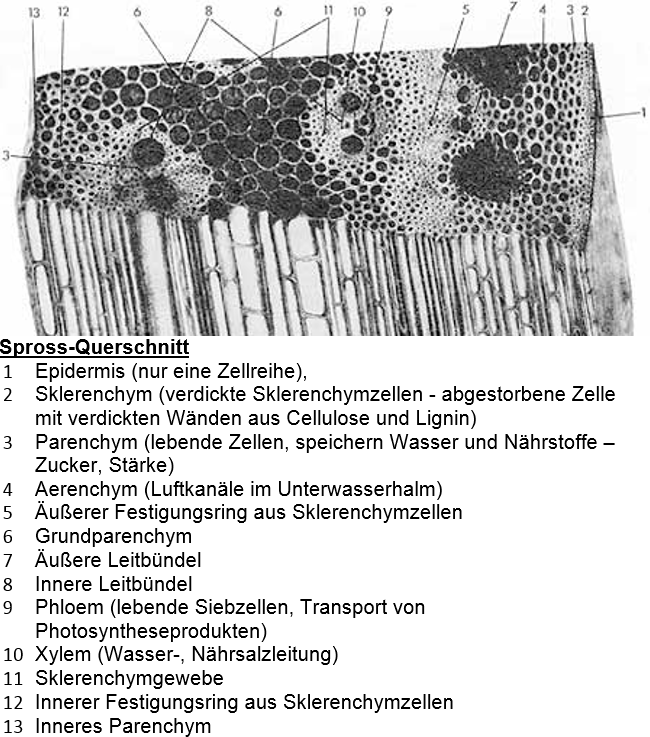 13 12 6 8 6 11 10 9 5 7 4 3 2
1
3
Spross-Querschnitt
1 Epidermis (nur eine Zellreihe),
2 Sklerenchym (verdickte Sklerenchymzellen - abgestorbene Zelle
mit verdickten Wänden aus Cellulose und Lignin)
3 Parenchym (lebende Zellen, speichern Wasser und Nährstoffe –
Zucker, Stärke)
4 Aerenchym (Luftkanäle im Unterwasserhalm)
5 Äußerer Festigungsring aus Sklerenchymzellen
6 Grundparenchym
7 Äußere Leitbündel
8 Innere Leitbündel
9 Phloem (lebende Siebzellen, Transport von
Photosyntheseprodukten)
10 Xylem (Wasser-, Nährsalzleitung)
11 Sklerenchymgewebe
12 Innerer Festigungsring aus Sklerenchymzellen
13 Inneres Parenchym